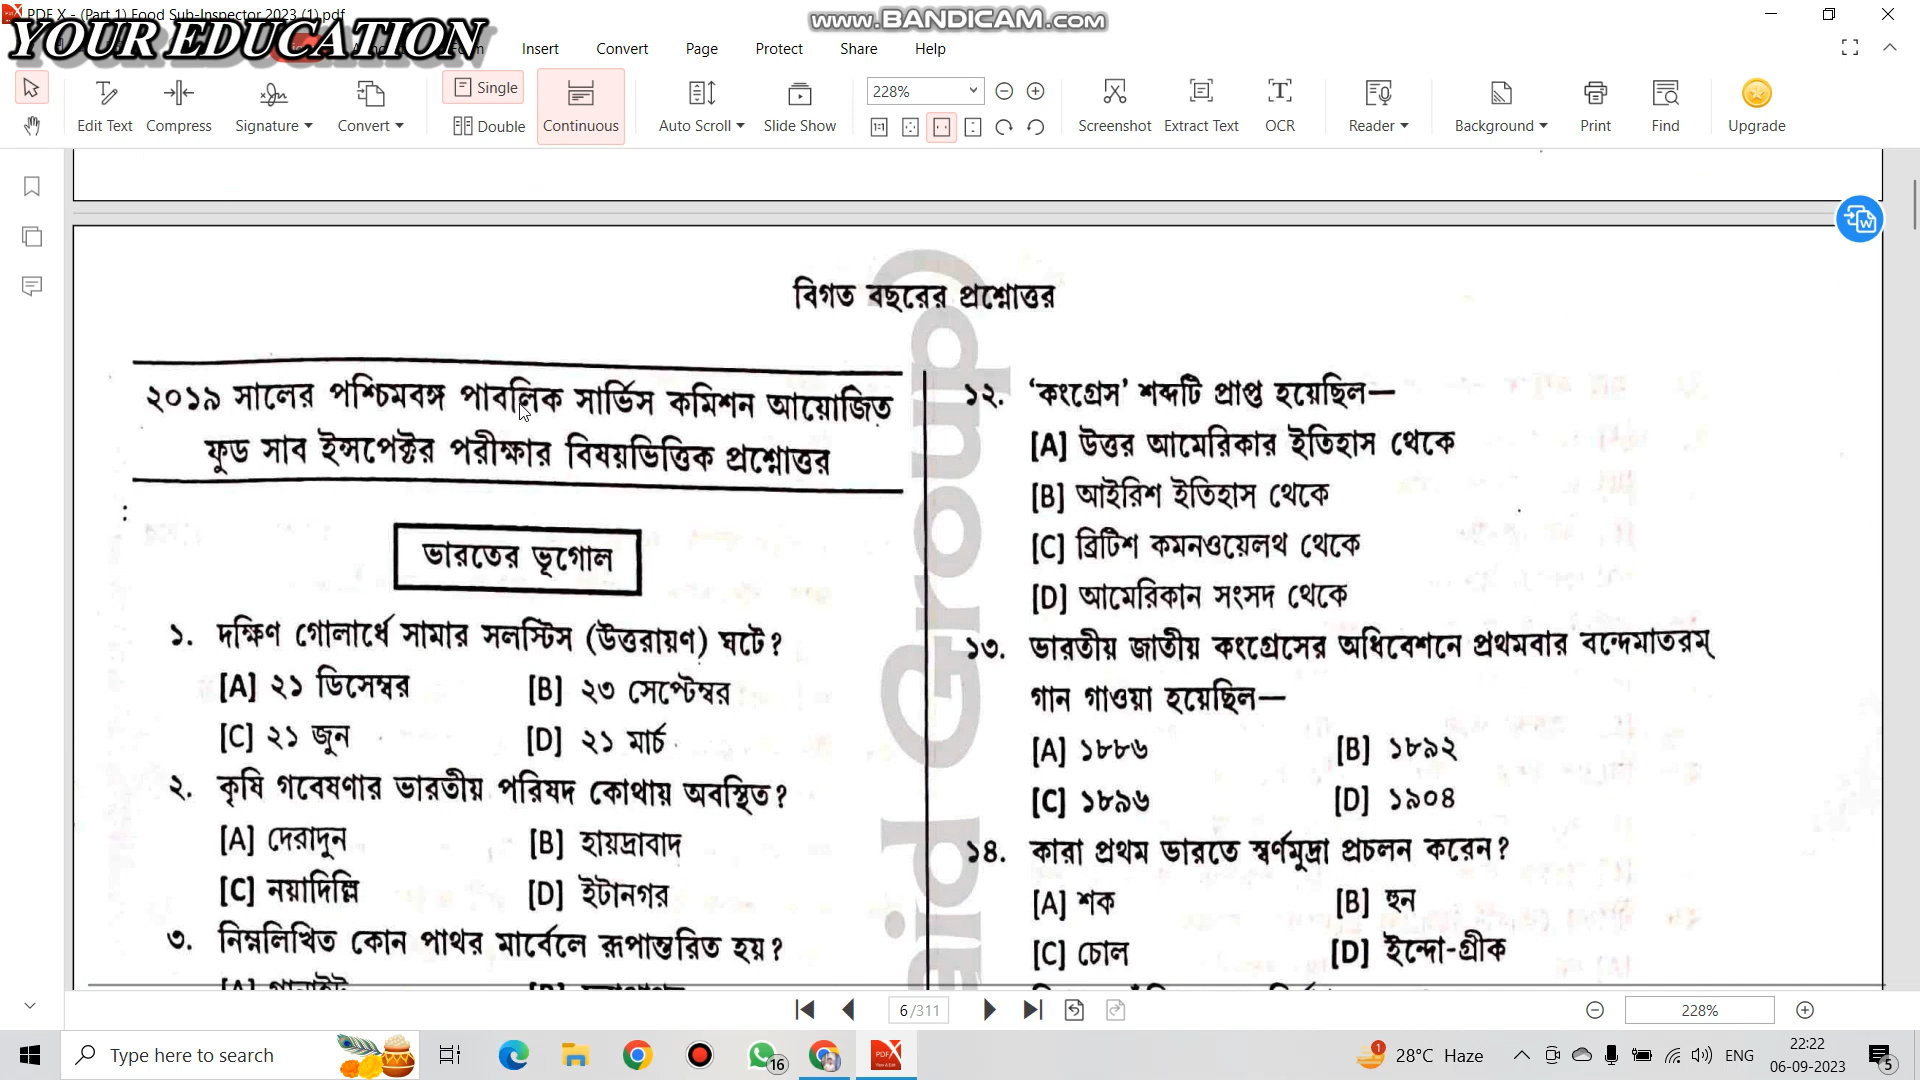 PDF X - (Part 1) Food Sub-Inspector 2023 (1).pdf
YOUR EDUCATION
www.BANDICAM.com
Insert
Convert
Page
Protect
Share
Help
Edit Text
Compress
Signature
Convert
Single
Double
Continuous
Auto Scroll
Slide Show
228%
Screenshot
Extract Text
OCR
Reader
Background
Print
Find
Upgrade
বিগত বছরের প্রশ্নোত্তর
২০১৯ সালের পশ্চিমবঙ্গ পাবলিক সার্ভিস কমিশন আয়োজিত
ফুড সাব ইন্সপেক্টর পরীক্ষার বিষয়ভিত্তিক প্রশ্নোত্তর
ভারতের ভূগোল
১. দক্ষিণ গোলার্ধে সামার সলস্টিস (উত্তরায়ণ) ঘটে?
[A] ২১ ডিসেম্বর [B] ২৩ সেপ্টেম্বর
[C] ২১ জুন [D] ২১ মার্চ
২. কৃষি গবেষণার ভারতীয় পরিষদ কোথায় অবস্থিত?
[A] দেরাদুন [B] হায়দ্রাবাদ
[C] নয়াদিল্লি [D] ইটানগর
৩. নিম্নলিখিত কোন পাথর মার্বেলে রূপান্তরিত হয়?
১২. ‘কংগ্রেস’ শব্দটি প্রাপ্ত হয়েছিল—
[A] উত্তর আমেরিকার ইতিহাস থেকে
[B] আইরিশ ইতিহাস থেকে
[C] ব্রিটিশ কমনওয়েলথ থেকে
[D] আমেরিকান সংসদ থেকে
১৩. ভারতীয় জাতীয় কংগ্রেসের অধিবেশনে প্রথমবার বন্দেমাতরম্
গান গাওয়া হয়েছিল—
[A] ১৮৮৬ [B] ১৮৯২
[C] ১৮৯৬ [D] ১৯০৪
১৪. কারা প্রথম ভারতে স্বর্ণমুদ্রা প্রচলন করেন?
[A] শক [B] হুন
[C] চোল [D] ইন্দো-গ্রীক
aid Group
6 /311
228%
Type here to search
16
1
28°C Haze
ENG
22:22
06-09-2023
5